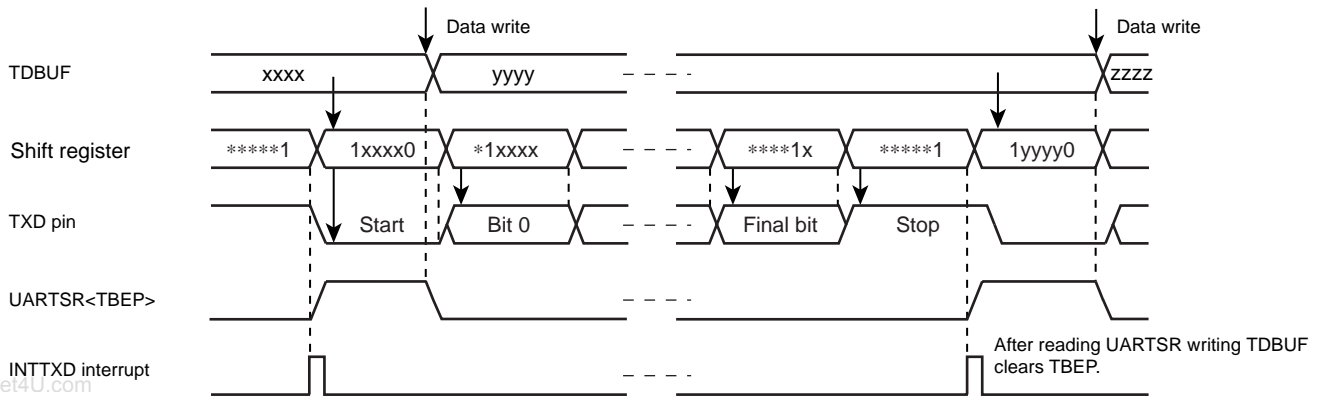 Data write
Data write
TDBUF
xxxx
yyyy
zzzz
Shift register
*****1
1xxxx0
*1xxxx
****1x
*****1
1yyyy0
TXD pin
Start
Bit 0
Final bit
Stop
UARTSR<TBEP>
After reading UARTSR writing TDBUF
clears TBEP.
INTTXD interrupt
et4U.com